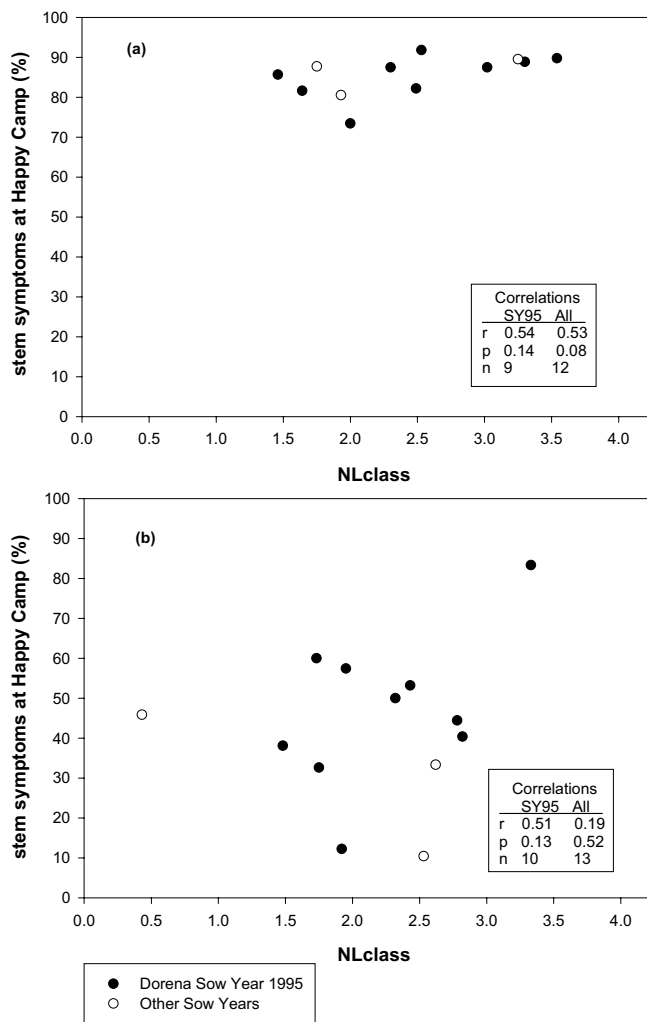 100
90
80
70
60
50
40
30
20
10
0
stem symptoms at Happy Camp (%)
(a)
Correlations
SY95 All
r 0.54 0.53
p 0.14 0.08
n 9 12
0.0 0.5 1.0 1.5 2.0 2.5 3.0 3.5 4.0
NLclass
100
90
80
70
60
50
40
30
20
10
0
stem symptoms at Happy Camp (%)
(b)
Correlations
SY95 All
r 0.51 0.19
p 0.13 0.52
n 10 13
0.0 0.5 1.0 1.5 2.0 2.5 3.0 3.5 4.0
NLclass
Dorena Sow Year 1995
Other Sow Years